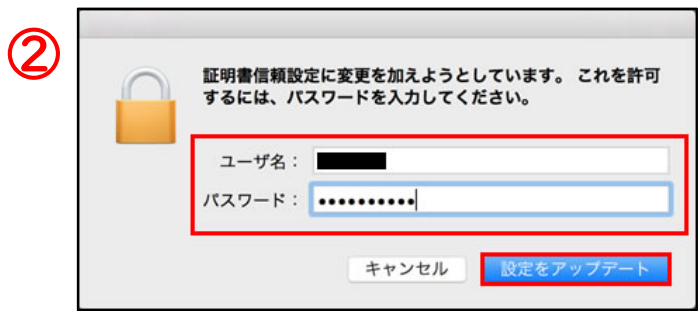 ②
証明書信頼設定に変更を加えようとしています。 これを許可
するには、パスワードを入力してください。
ユーザ名：
パスワード： ••••••••••
キャンセル 設定をアップデート